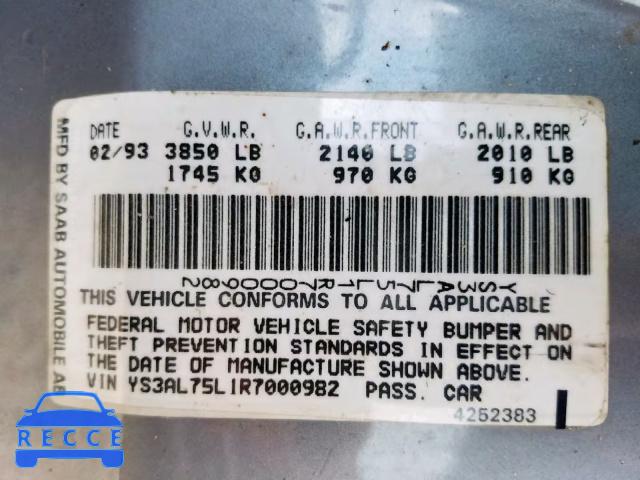 MFD BY SAAB AUTOMOBILE AB
DATE G.V.W.R. G.A.W.R.FRONT G.A.W.R.REAR
02/93 3850 LB 2140 LB 2010 LB
1745 KG 970 KG 910 KG
YS3AL75L1R7000982
THIS VEHICLE CONFORMS TO ALL APPLICABLE
FEDERAL MOTOR VEHICLE SAFETY BUMPER AND
THEFT PREVENTION STANDARDS IN EFFECT ON
THE DATE OF MANUFACTURE SHOWN ABOVE.
VIN YS3AL75L1R7000982 PASS. CAR
4252383
RECCE